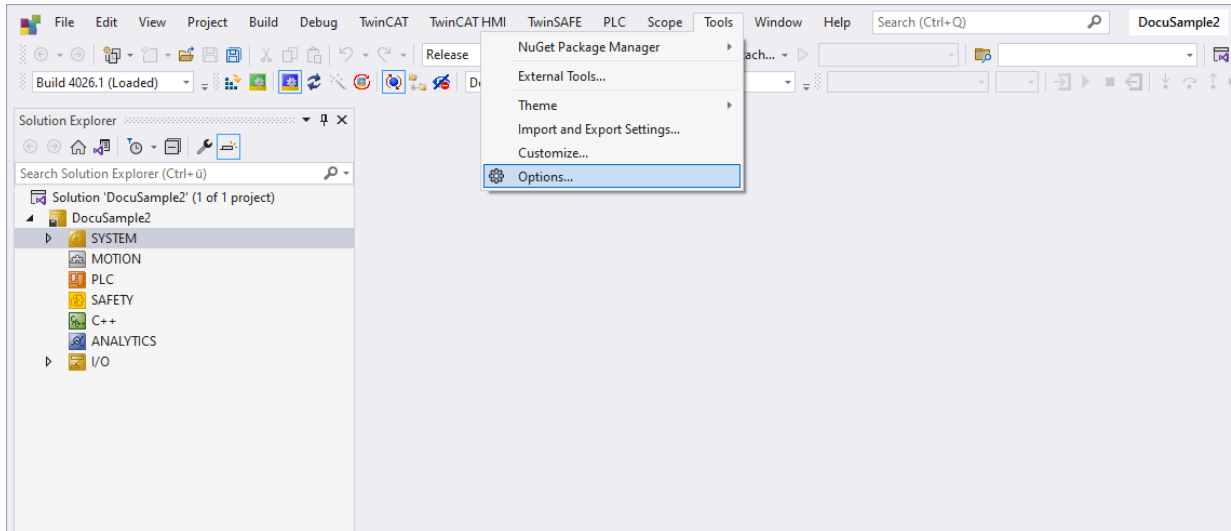 File Edit View Project Build Debug TwinCAT TwinCAT HMI TwinSAFE PLC Scope Tools Window Help Search (Ctrl+Q) DocuSample2
Release
Build 4026.1 (Loaded)
NuGet Package Manager
External Tools...
Theme
Import and Export Settings...
Customize...
Options...
Solution Explorer
Search Solution Explorer (Ctrl+ü)
Solution 'DocuSample2' (1 of 1 project)
DocuSample2
SYSTEM
MOTION
PLC
SAFETY
C++
ANALYTICS
I/O